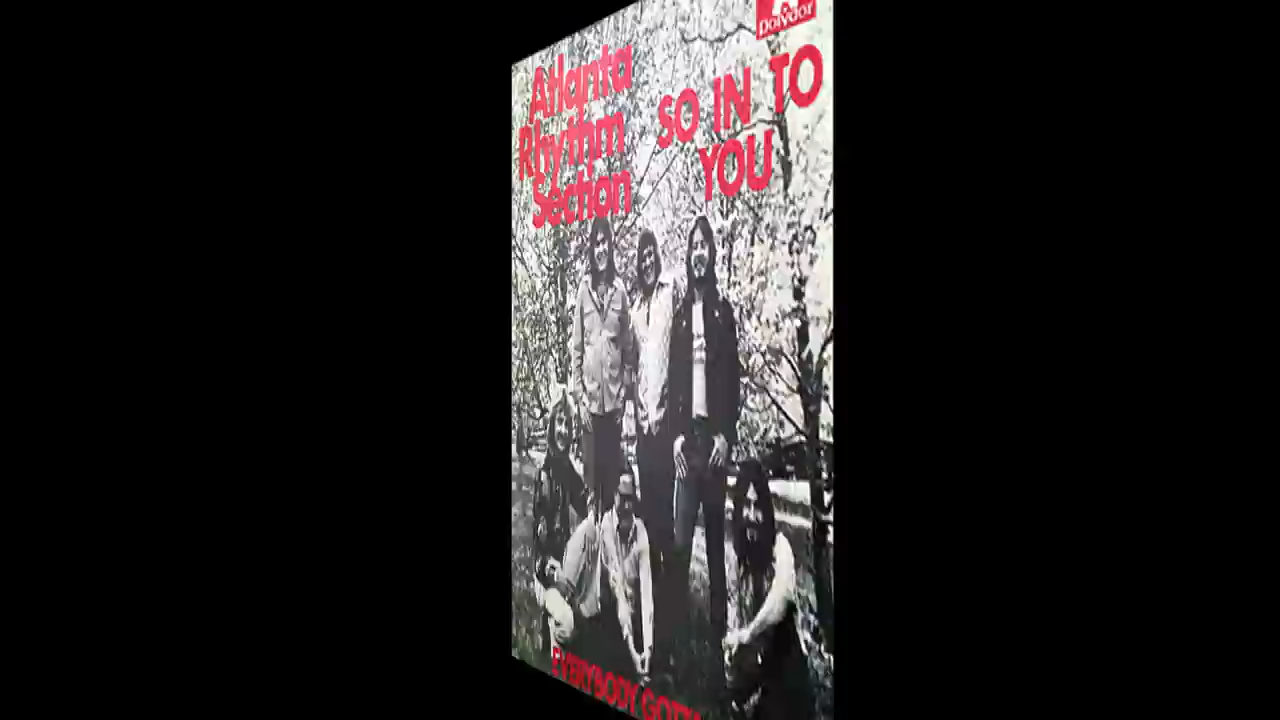 polydor
Atlanta
Rhythm
Section
SO IN TO
YOU
EVERYBODY